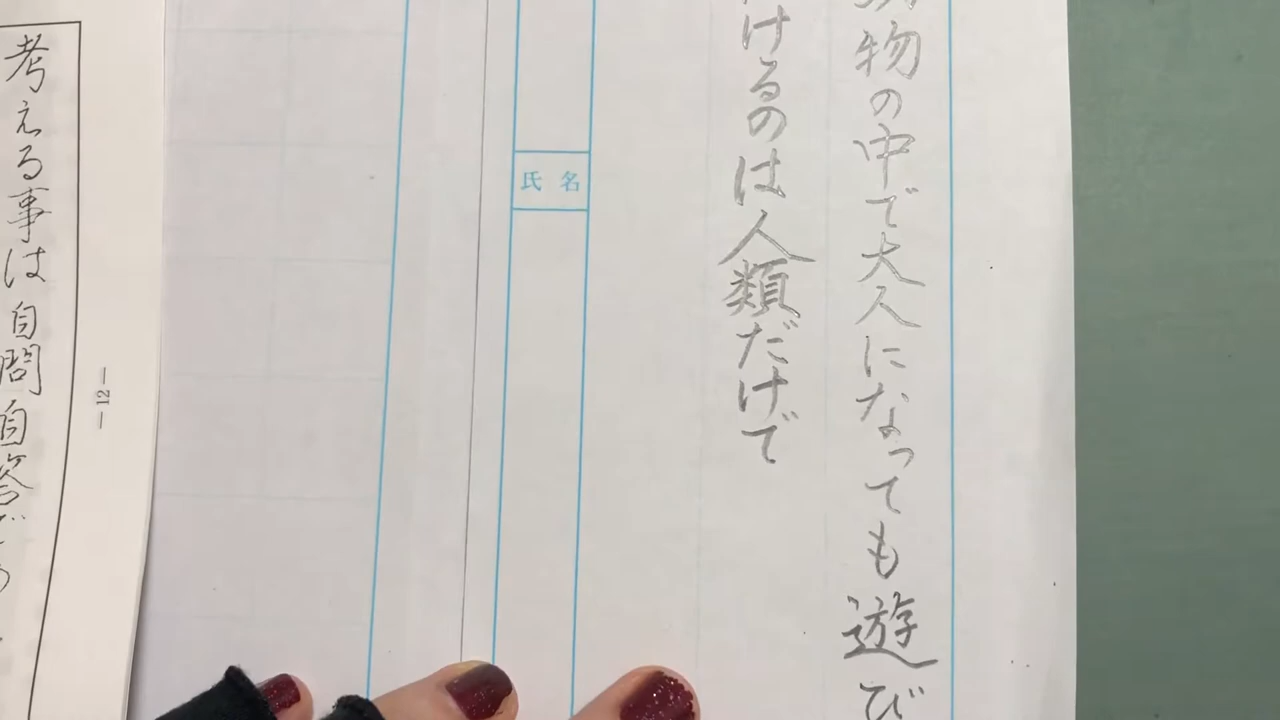 物の中で大人になっても遊び
けるのは人類だけで
氏名
考える事は自問自答
—12—